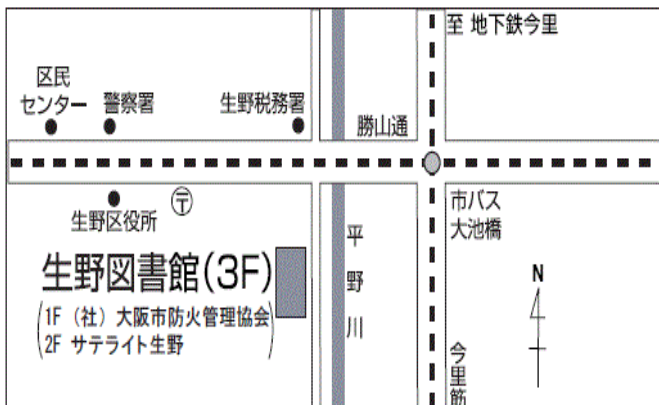 至 地下鉄今里
区民
センター
警察署
生野税務署
勝山通
〒
生野区役所
市バス
大池橋
生野図書館(3F)
(1F (社) 大阪市防火管理協会
2F サテライト生野)
平野川
N
今里筋